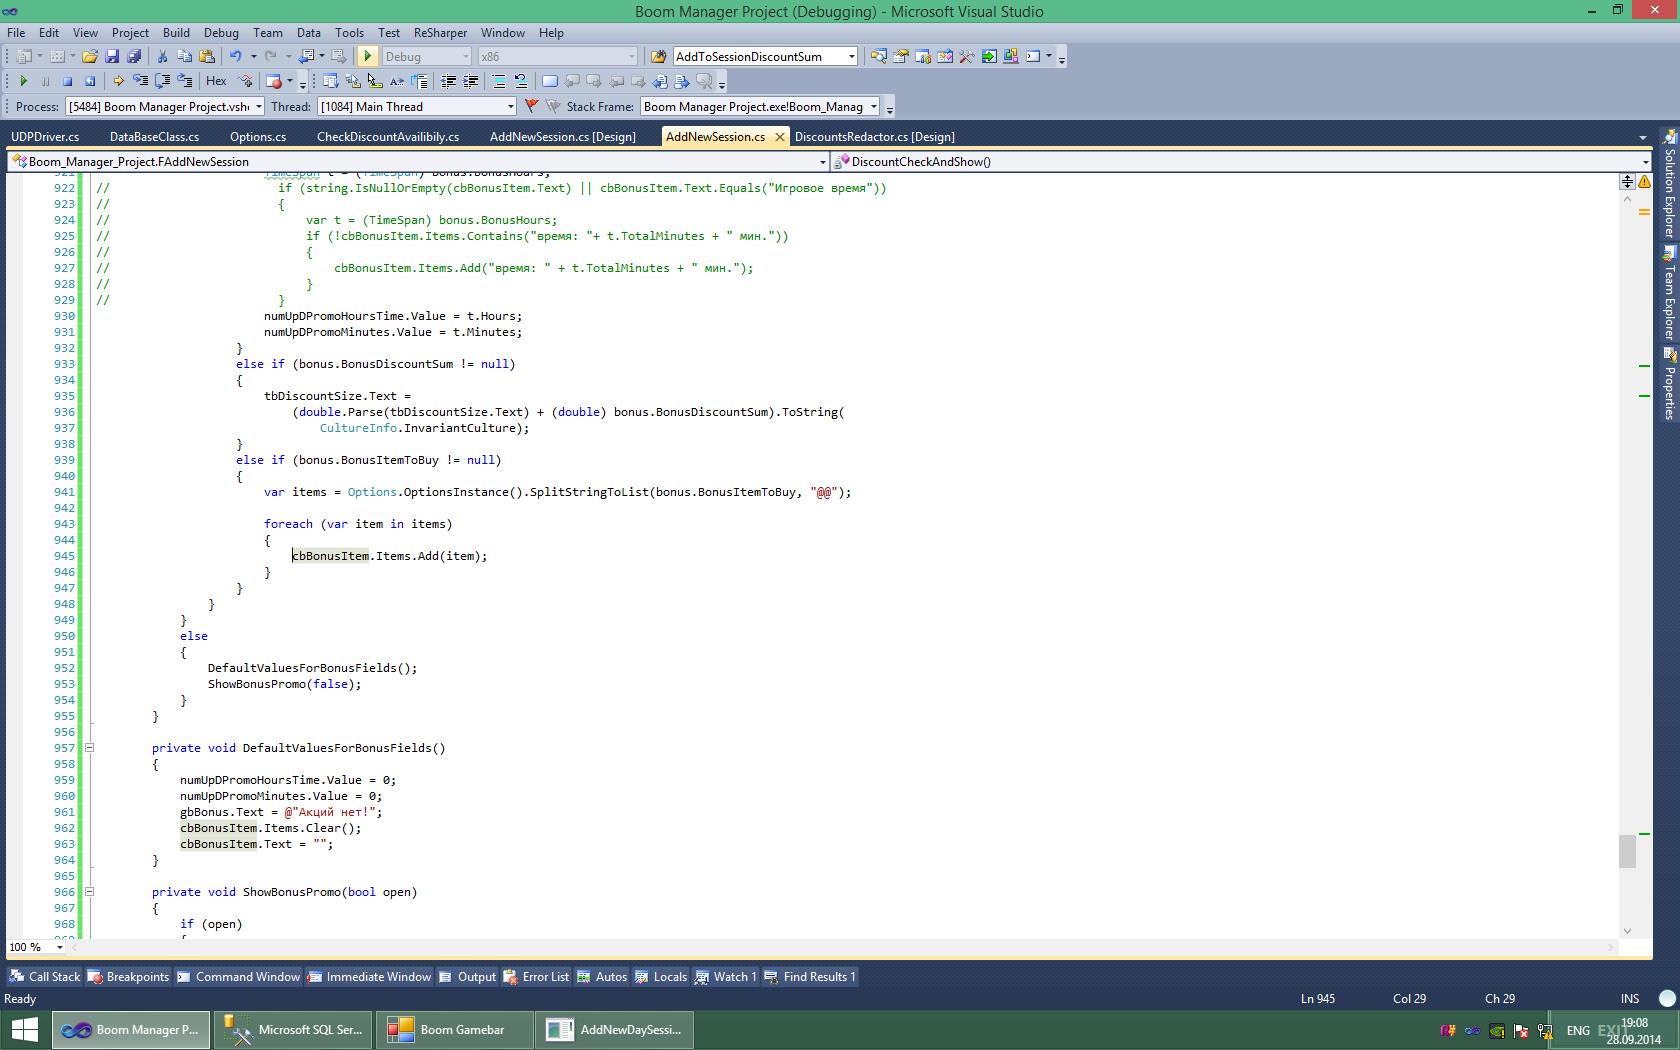 Boom Manager Project (Debugging) - Microsoft Visual Studio
File Edit View Project Build Debug Team Data Tools Test ReSharper Window Help
Debug x86 AddToSessionDiscountSum
Hex
Process: [5484] Boom Manager Project.vshc Thread: [1084] Main Thread Stack Frame: Boom Manager Project.exe!Boom_Manag
UDPDriver.cs DataBaseClass.cs Options.cs CheckDiscountAvailibily.cs AddNewSession.cs [Design] AddNewSession.cs DiscountsRedactor.cs [Design]
Boom_Manager_Project.FAddNewSession DiscountCheckAndShow()
921 TimeSpan t = (TimeSpan) bonus.BonusHours;
922 // if (string.IsNullOrEmpty(cbBonusItem.Text) || cbBonusItem.Text.Equals("Игровое время"))
923 // {
924 // var t = (TimeSpan) bonus.BonusHours;
925 // if (!cbBonusItem.Items.Contains("время: "+ t.TotalMinutes + " мин."))
926 // {
927 // cbBonusItem.Items.Add("время: " + t.TotalMinutes + " мин.");
928 // }
929 // }
930 numUpDPromoHoursTime.Value = t.Hours;
931 numUpDPromoMinutes.Value = t.Minutes;
932 }
933 else if (bonus.BonusDiscountSum != null)
934 {
935 tbDiscountSize.Text =
936 (double.Parse(tbDiscountSize.Text) + (double) bonus.BonusDiscountSum).ToString(
937 CultureInfo.InvariantCulture);
938 }
939 else if (bonus.BonusItemToBuy != null)
940 {
941 var items = Options.OptionsInstance().SplitStringToList(bonus.BonusItemToBuy, "@@");
942
943 foreach (var item in items)
944 {
945 cbBonusItem.Items.Add(item);
946 }
947 }
948 }
949 }
950 else
951 {
952 DefaultValuesForBonusFields();
953 ShowBonusPromo(false);
954 }
955 }
956
957 private void DefaultValuesForBonusFields()
958 {
959 numUpDPromoHoursTime.Value = 0;
960 numUpDPromoMinutes.Value = 0;
961 gbBonus.Text = @"Акций нет!";
962 cbBonusItem.Items.Clear();
963 cbBonusItem.Text = "";
964 }
965
966 private void ShowBonusPromo(bool open)
967 {
968 if (open)
969 {
Solution Explorer
Team Explorer
Properties
100 %
Call Stack Breakpoints Command Window Immediate Window Output Error List Autos Locals Watch 1 Find Results 1
Ready Ln 945 Col 29 Ch 29 INS
Boom Manager P... Microsoft SQL Ser... Boom Gamebar AddNewDaySessi... ENG EXIT 19:08
28.09.2014